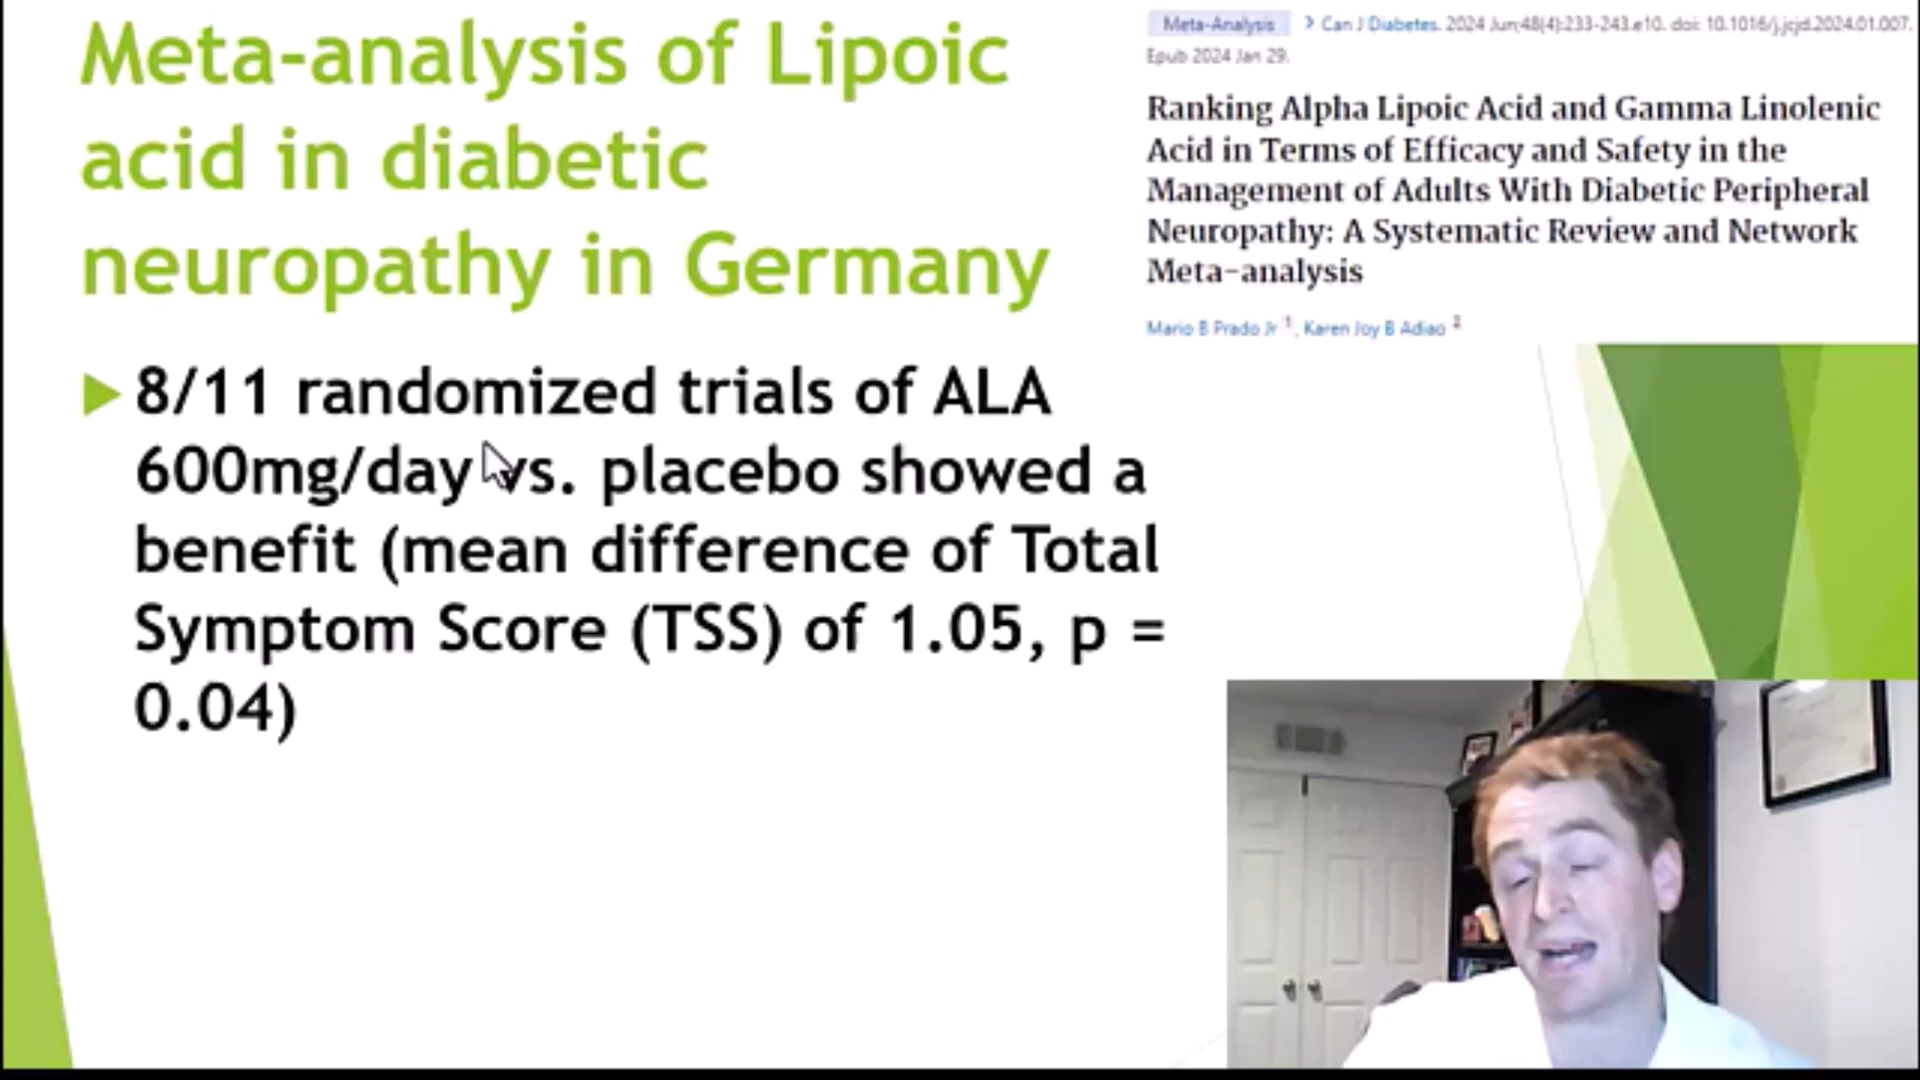 Meta-analysis of Lipoic
acid in diabetic
neuropathy in Germany
8/11 randomized trials of ALA
600mg/day vs. placebo showed a
benefit (mean difference of Total
Symptom Score (TSS) of 1.05, p =
0.04)
Meta-Analysis > Can J Diabetes. 2024 Jun;48(4):233-243.e10. doi: 10.1016/j.jcjd.2024.01.007.
Epub 2024 Jan 29.
Ranking Alpha Lipoic Acid and Gamma Linolenic
Acid in Terms of Efficacy and Safety in the
Management of Adults With Diabetic Peripheral
Neuropathy: A Systematic Review and Network
Meta-analysis
Mario B Prado Jr 1, Karen Joy B Adiao 2